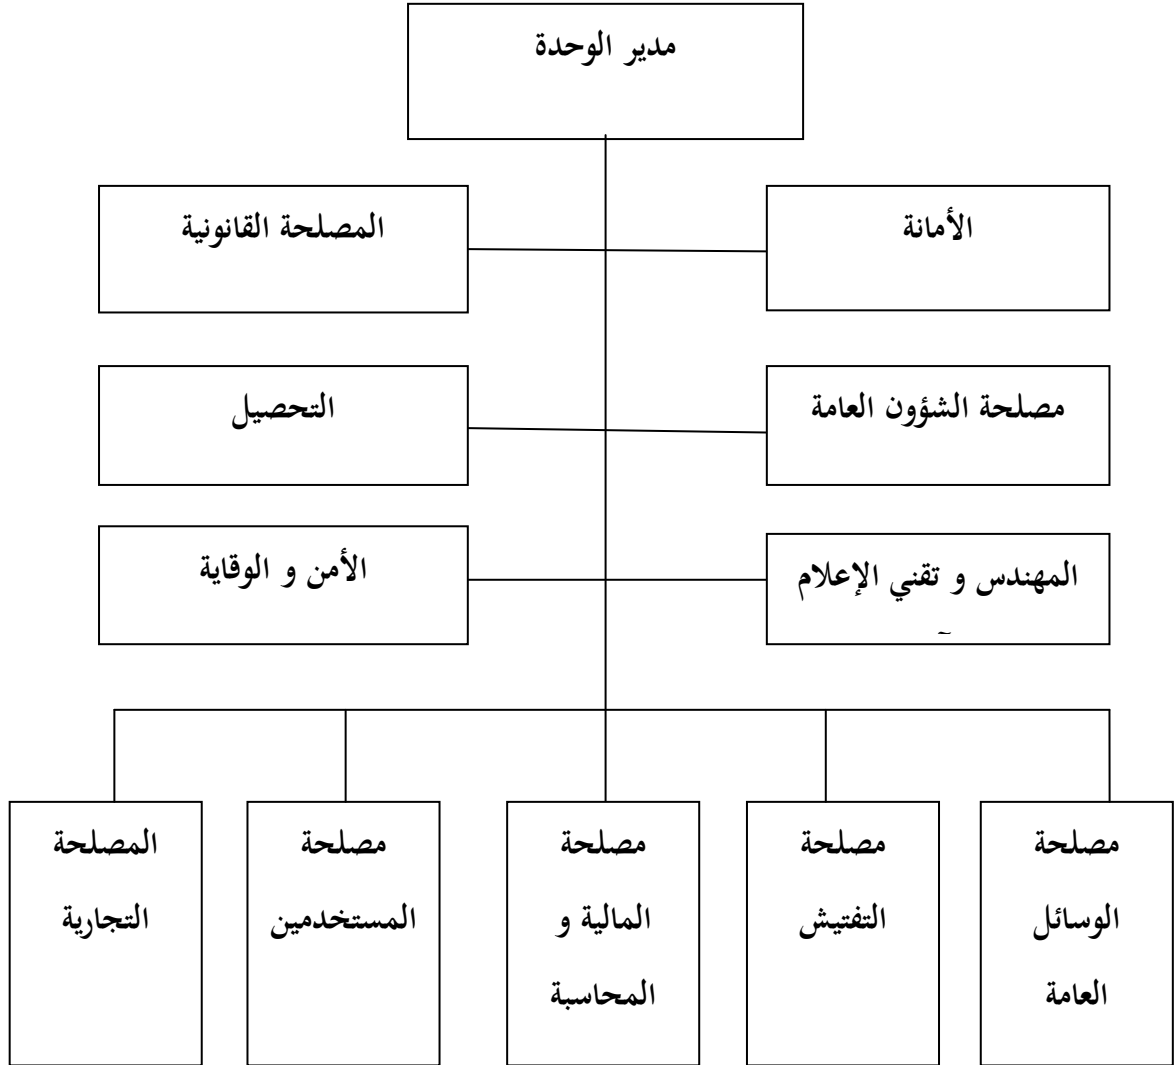 مدير الوحدة
الأمانة
المصلحة القانونية
مصلحة الشؤون العامة
التحصيل
المهندس و تقني الإعلام
الأمن و الوقاية
مصلحة
الوسائل
العامة
مصلحة
التفتيش
مصلحة
المالية و
المحاسبة
مصلحة
المستخدمين
المصلحة
التجارية